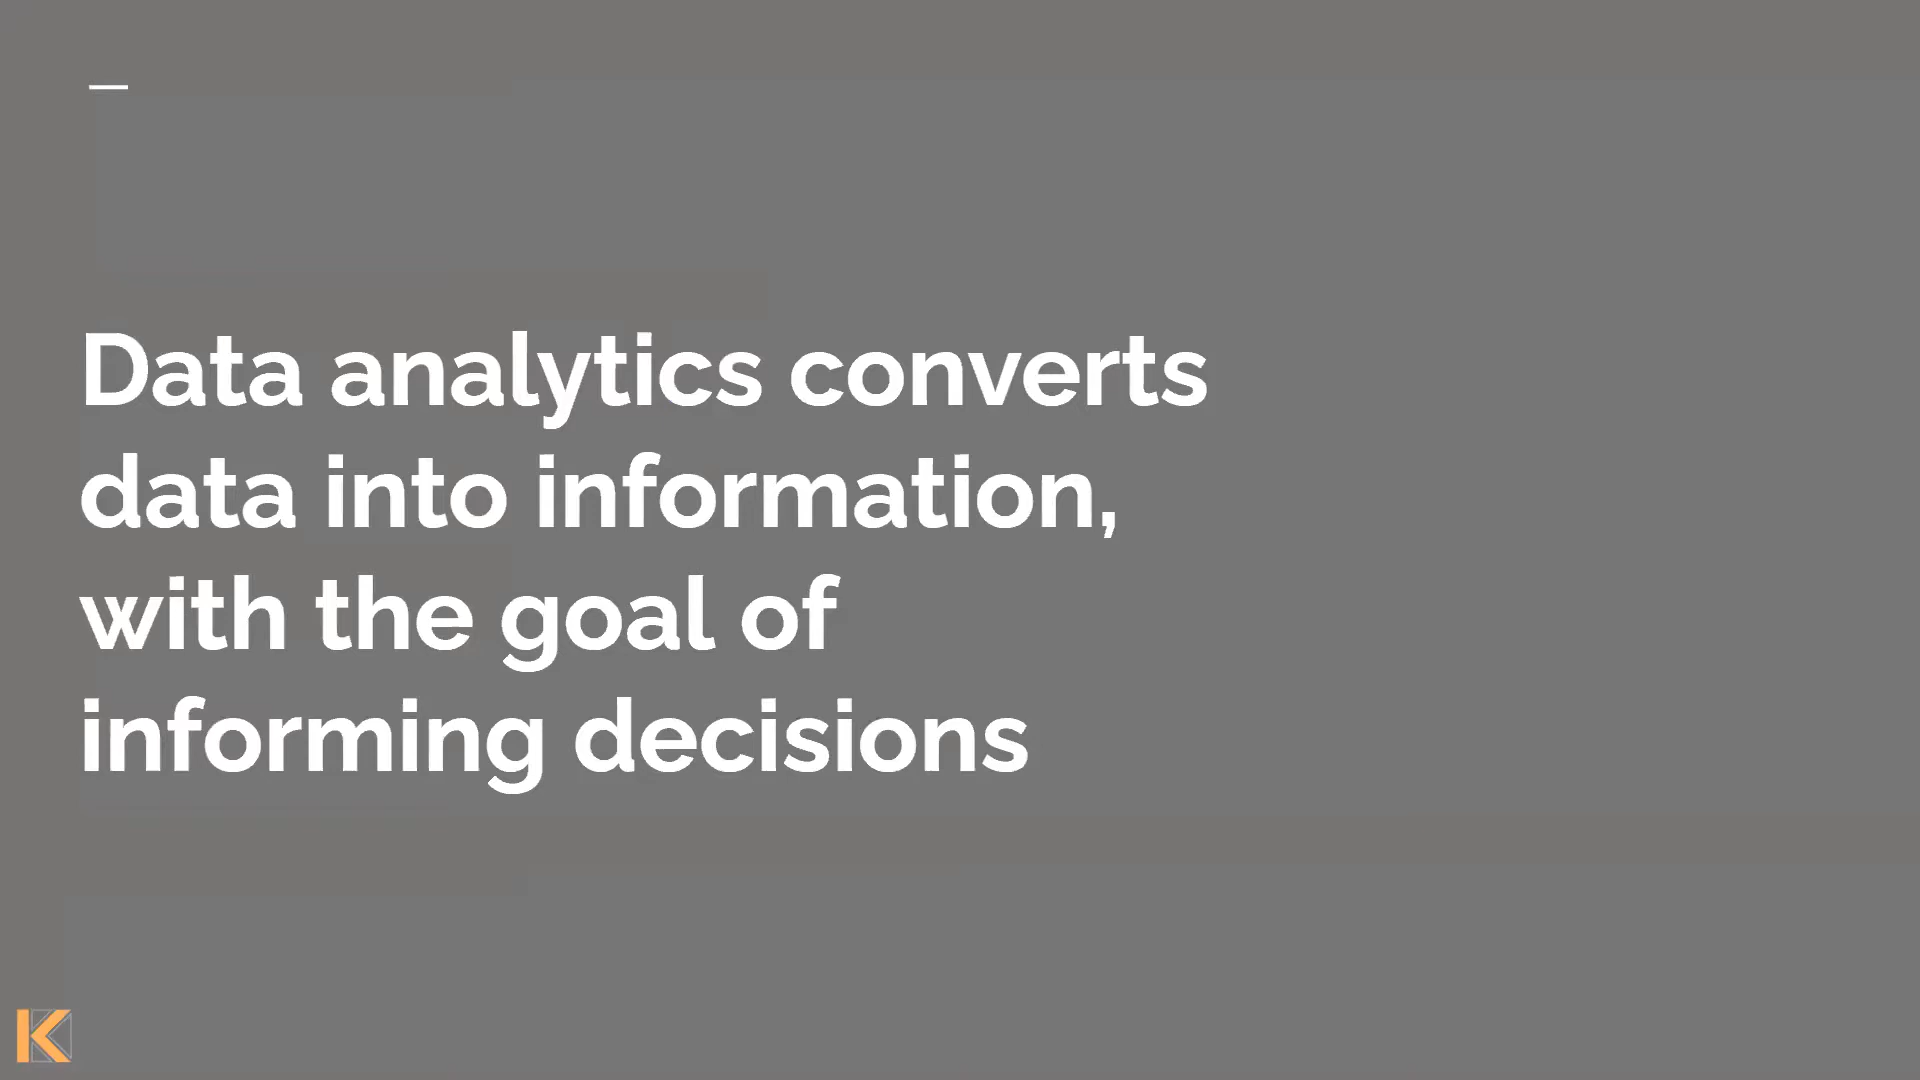 Data analytics converts
data into information,
with the goal of
informing decisions
K